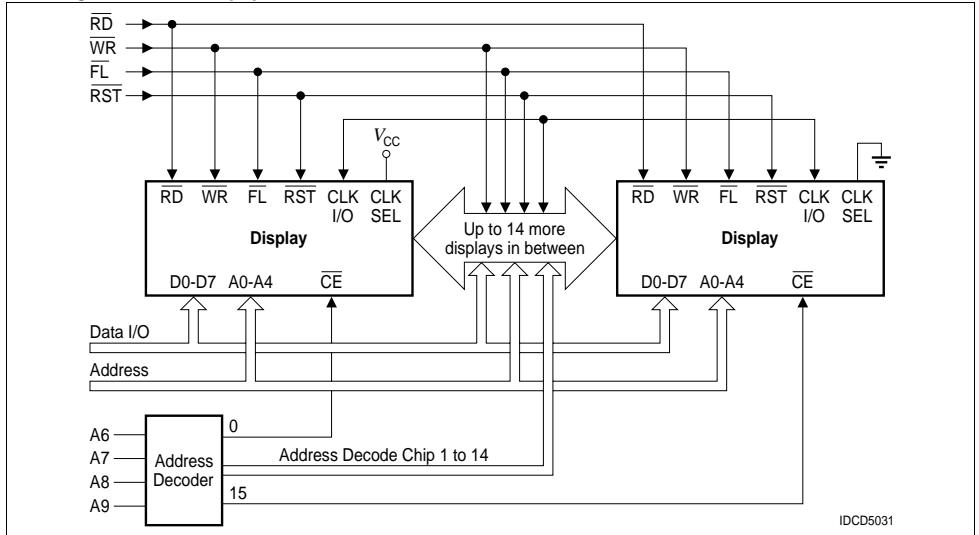 RD
WR
FL
RST
VCC
RD WR FL RST CLK I/O CLK SEL
Display
D0-D7 A0-A4 CE
Up to 14 more
displays in between
RD WR FL RST CLK I/O CLK SEL
Display
D0-D7 A0-A4 CE
Data I/O
Address
A6
A7
A8
A9
Address
Decoder
0
Address Decode Chip 1 to 14
15
IDCD5031